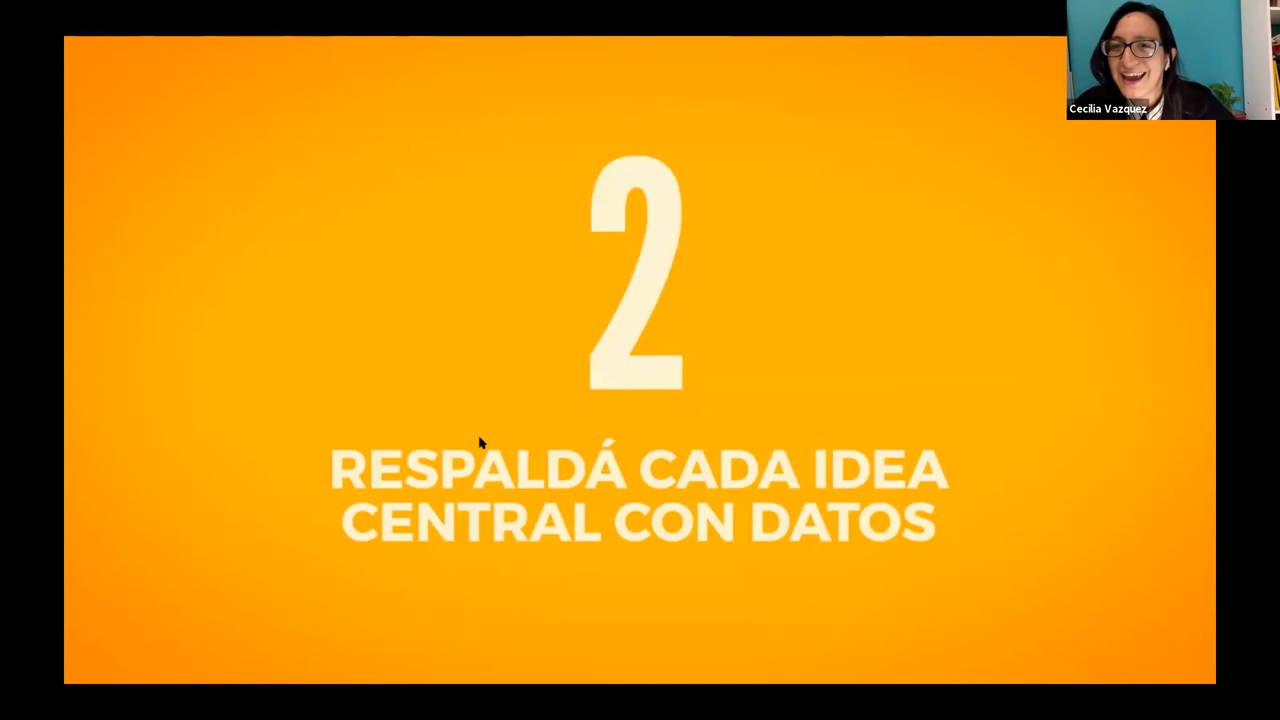 Cecilia Vazquez
2
RESPALDÁ CADA IDEA
CENTRAL CON DATOS